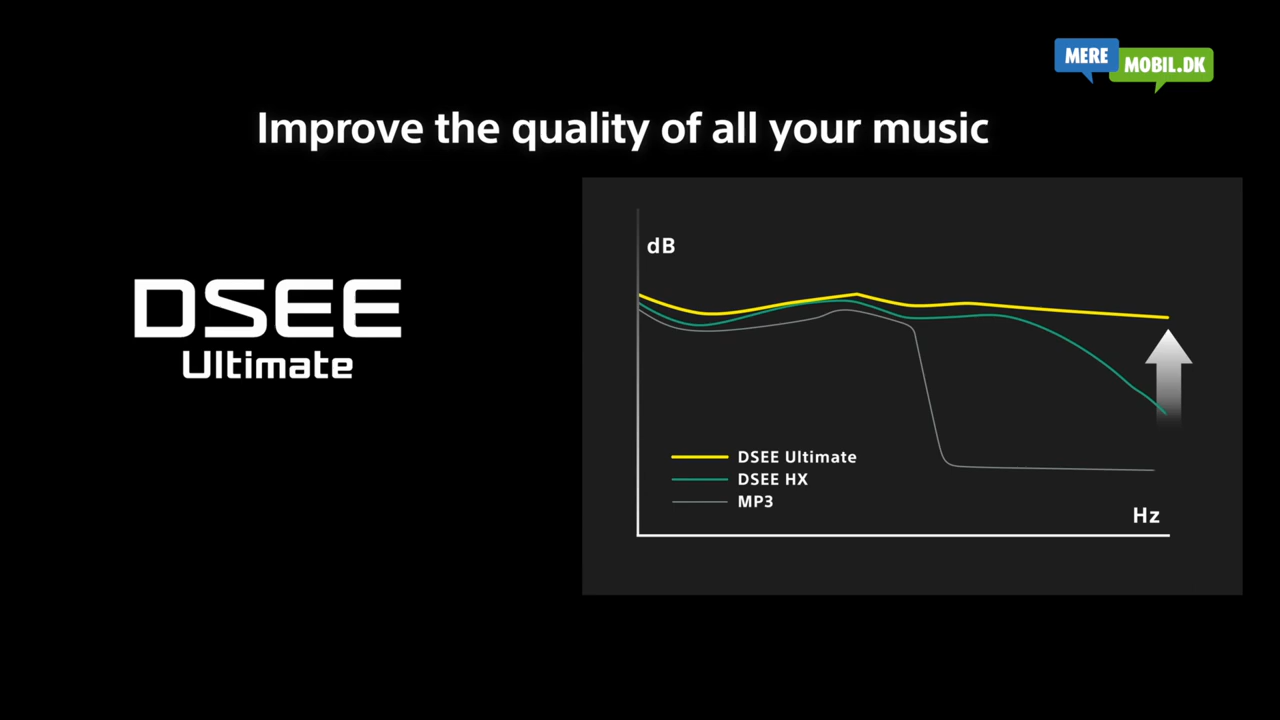 MERE
MOBIL.DK
Improve the quality of all your music
DSEE
Ultimate
dB
DSEE Ultimate
DSEE HX
MP3
Hz